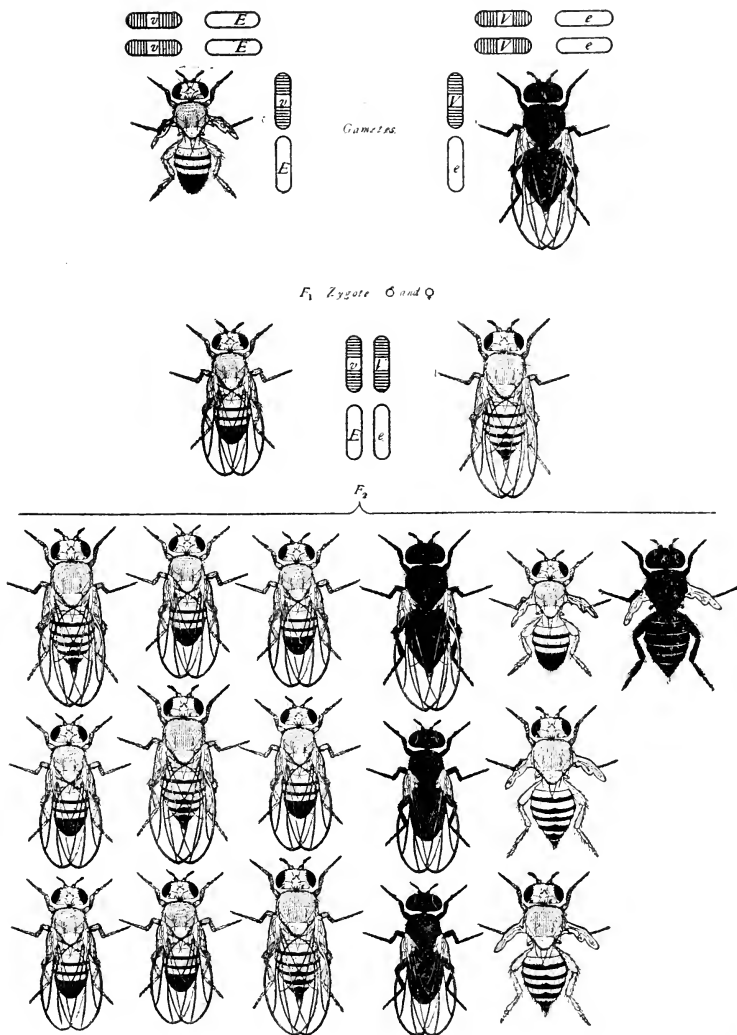 v E V e
v E V e
v V
Gametes.
E e
F₁ Zygote ♂ and ♀
v V
E e
F₂